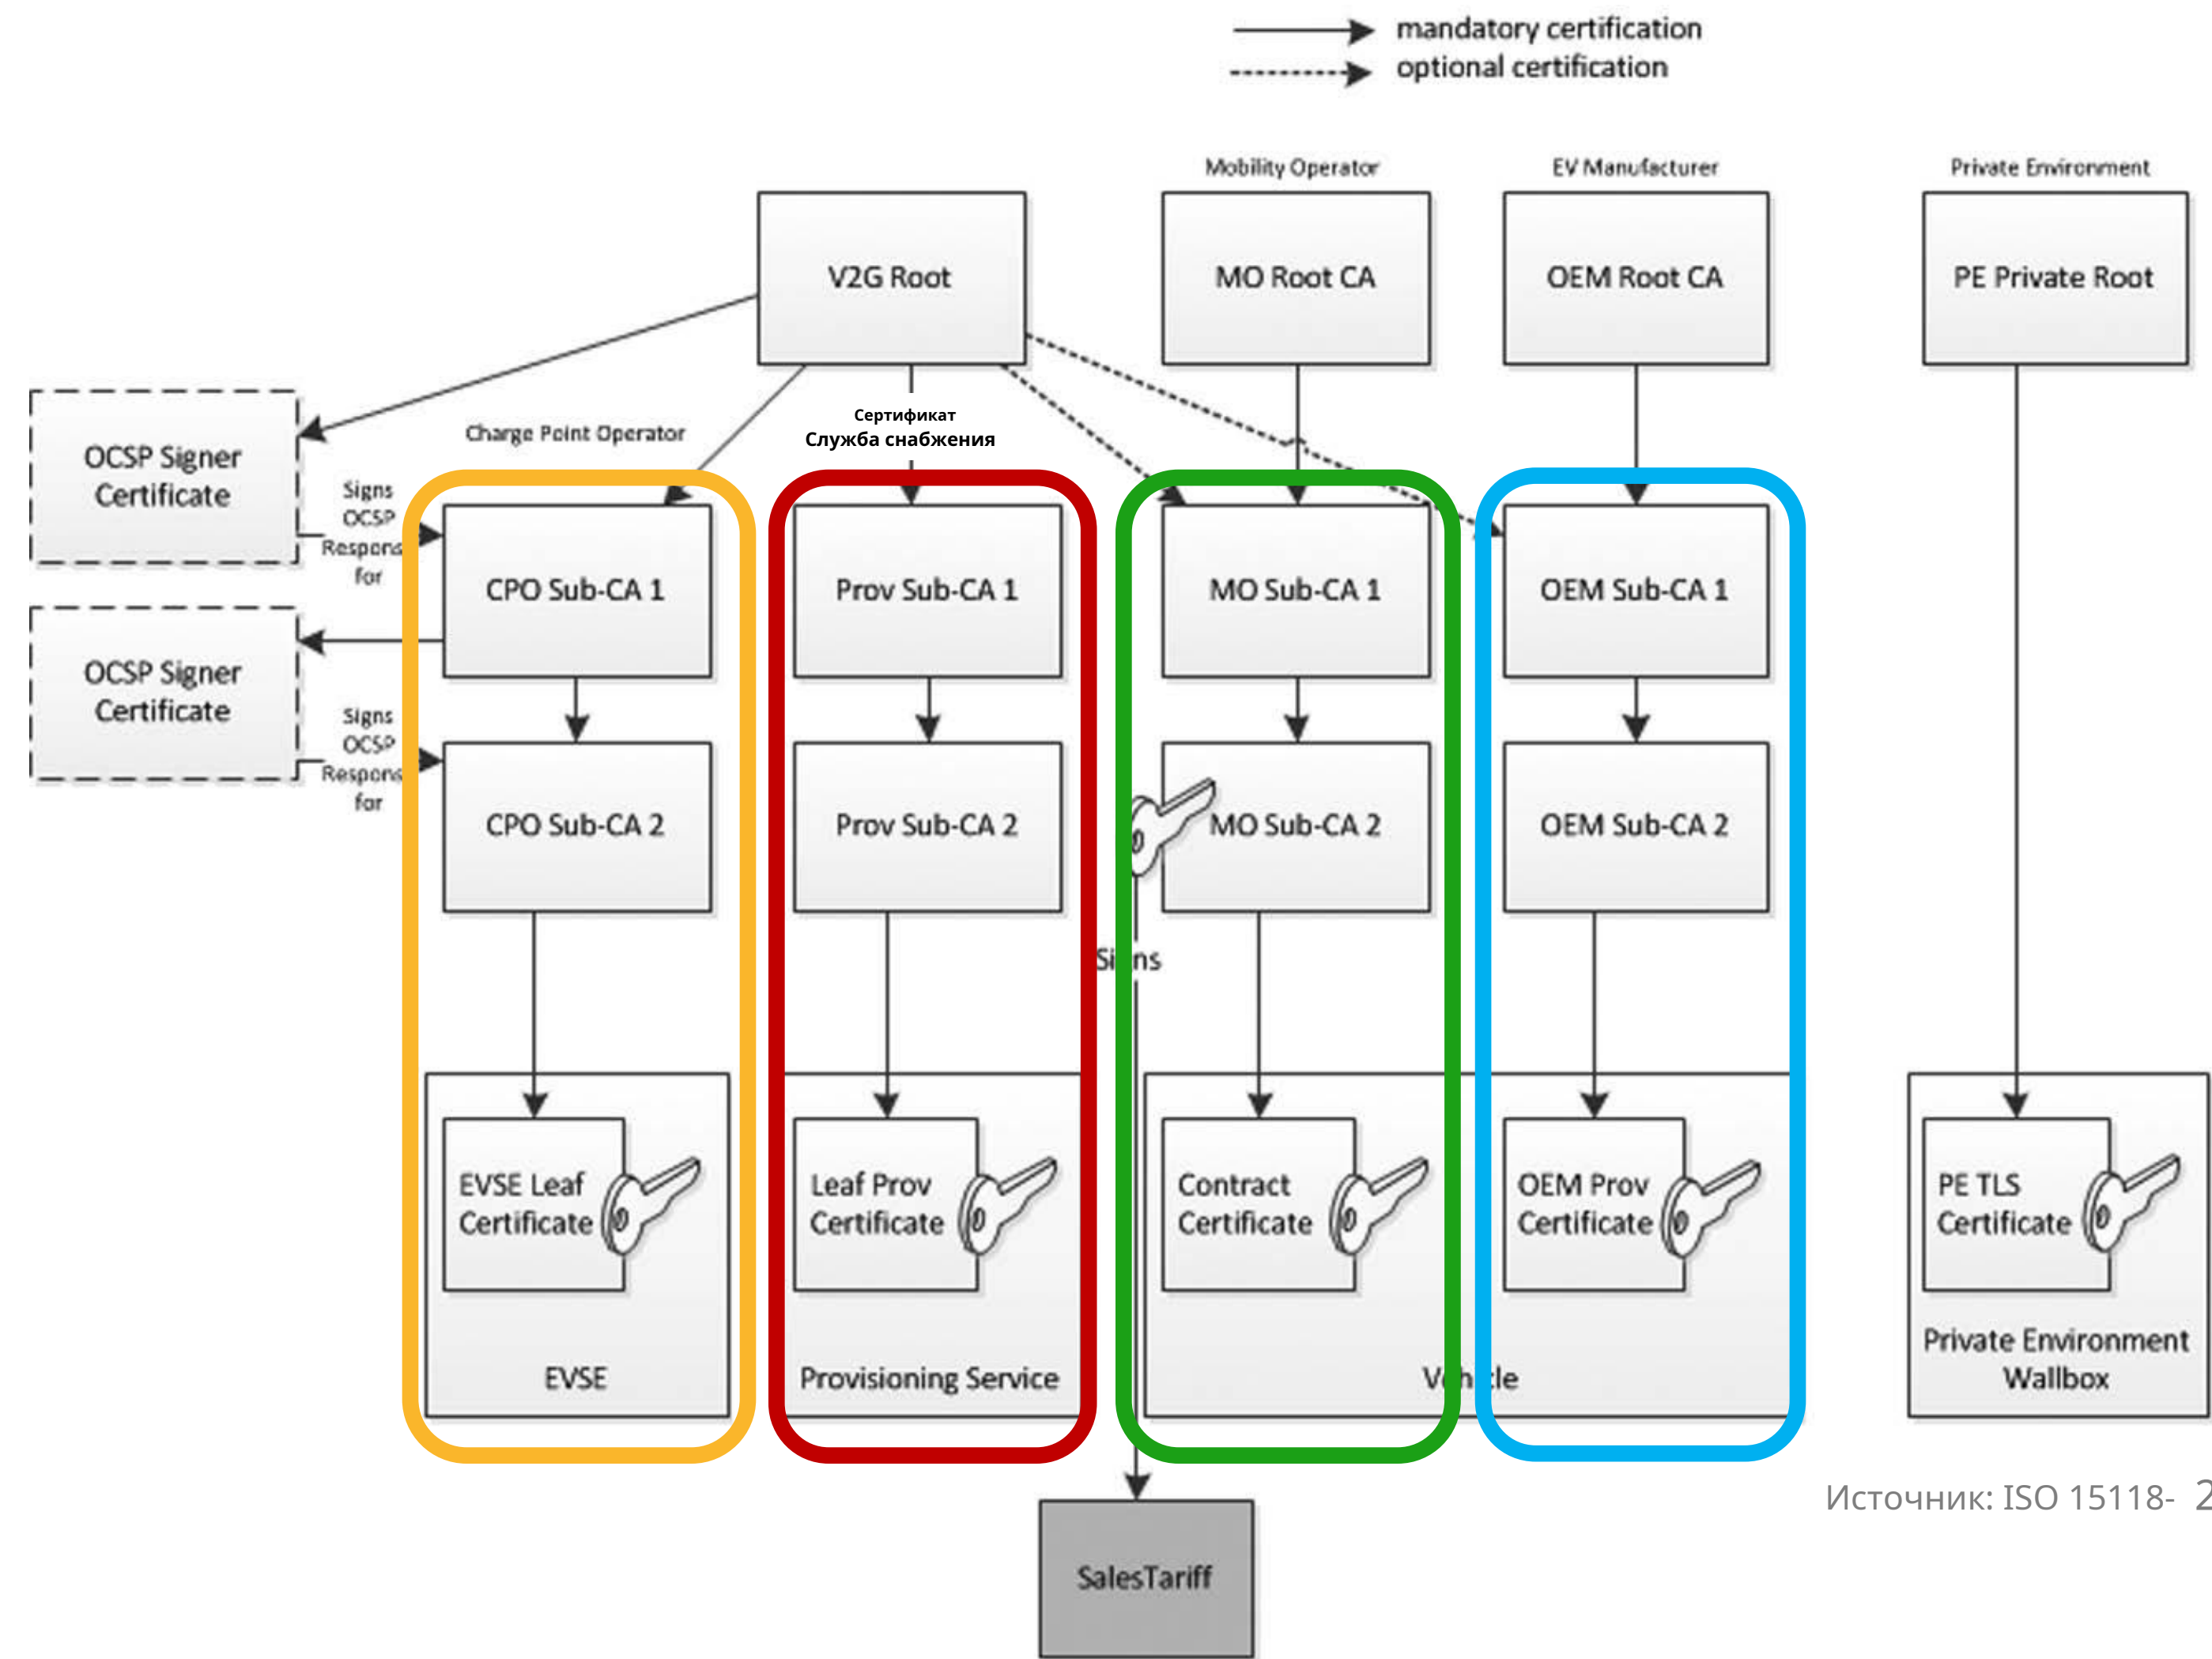 mandatory certification
optional certification
Mobility Operator
EV Manufacturer
Private Environment
V2G Root
MO Root CA
OEM Root CA
PE Private Root
Сертификат
Служба снабжения
Charge Point Operator
OCSP Signer
Certificate
Signs
OCSP
Respons
for
CPO Sub-CA 1
Prov Sub-CA 1
MO Sub-CA 1
OEM Sub-CA 1
OCSP Signer
Certificate
Signs
OCSP
Respons
for
CPO Sub-CA 2
Prov Sub-CA 2
MO Sub-CA 2
OEM Sub-CA 2
Signs
EVSE Leaf
Certificate
Leaf Prov
Certificate
Contract
Certificate
OEM Prov
Certificate
PE TLS
Certificate
EVSE
Provisioning Service
Vehicle
Private Environment
Wallbox
Источник: ISO 15118- 2
SalesTariff